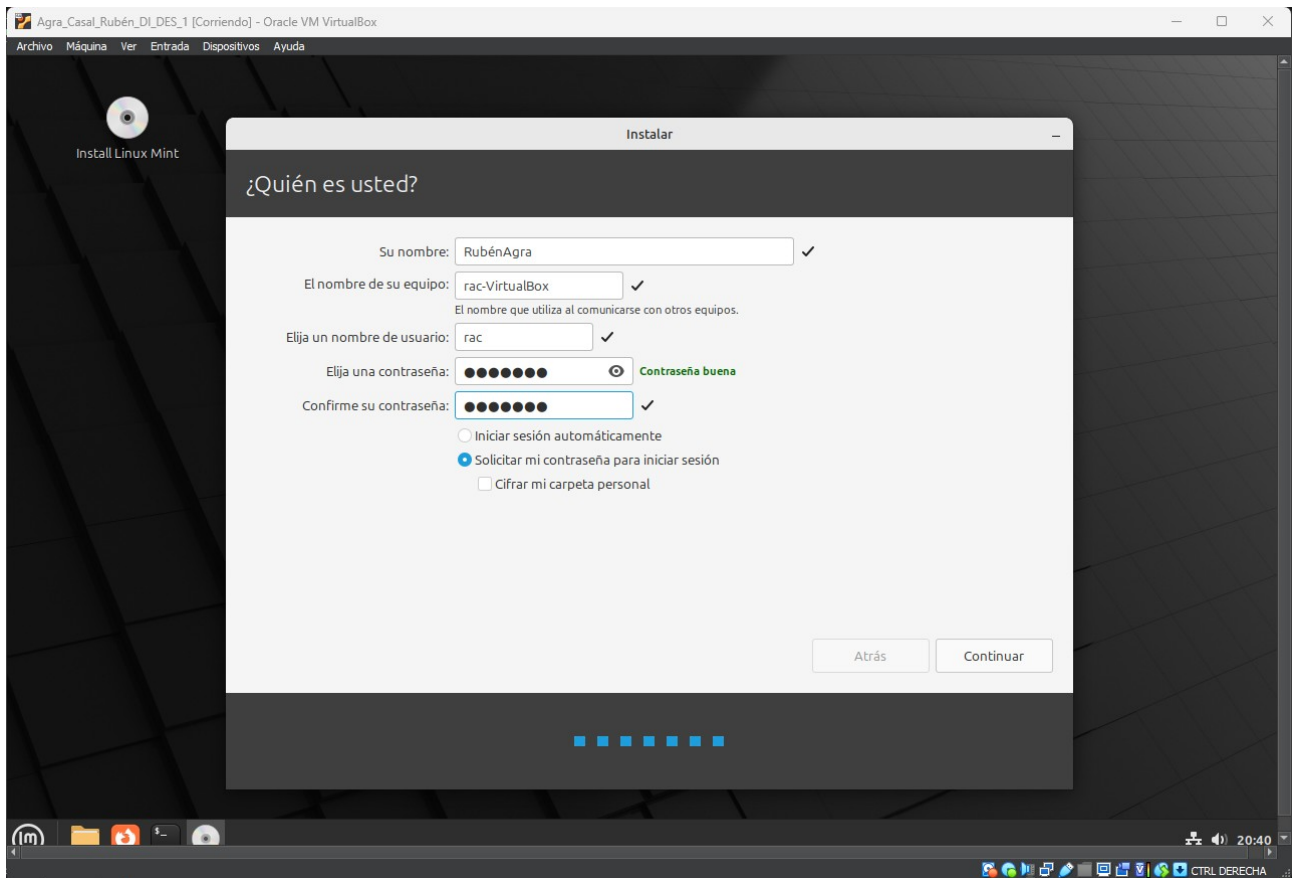 Agra_Casal_Rubén_DI_DES_1 [Corriendo] - Oracle VM VirtualBox
Archivo Máquina Ver Entrada Dispositivos Ayuda
Install Linux Mint
Instalar
¿Quién es usted?
Su nombre: RubénAgra
El nombre de su equipo: rac-VirtualBox
El nombre que utiliza al comunicarse con otros equipos.
Elija un nombre de usuario: rac
Elija una contraseña: ●●●●●●● Contraseña buena
Confirme su contraseña: ●●●●●●●
Iniciar sesión automáticamente
Solicitar mi contraseña para iniciar sesión
Cifrar mi carpeta personal
Atrás Continuar
20:40
CTRL DERECHA